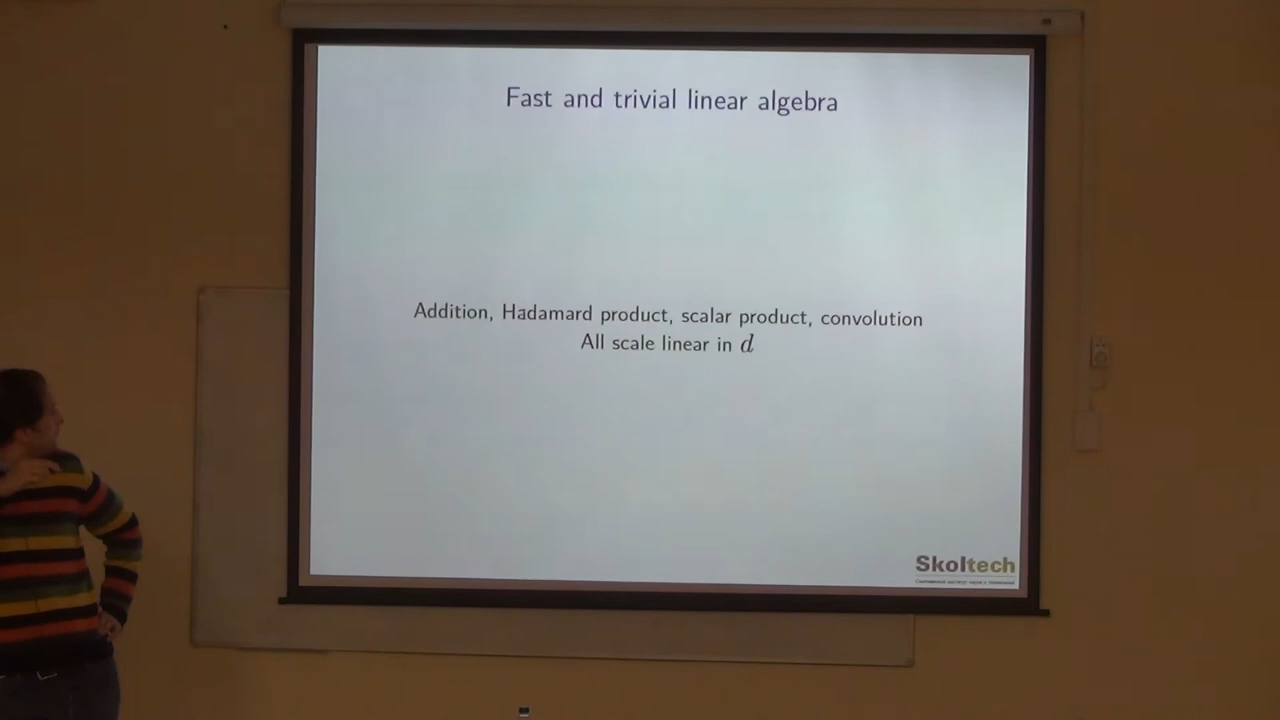 Fast and trivial linear algebra
Addition, Hadamard product, scalar product, convolution
All scale linear in d
Skoltech